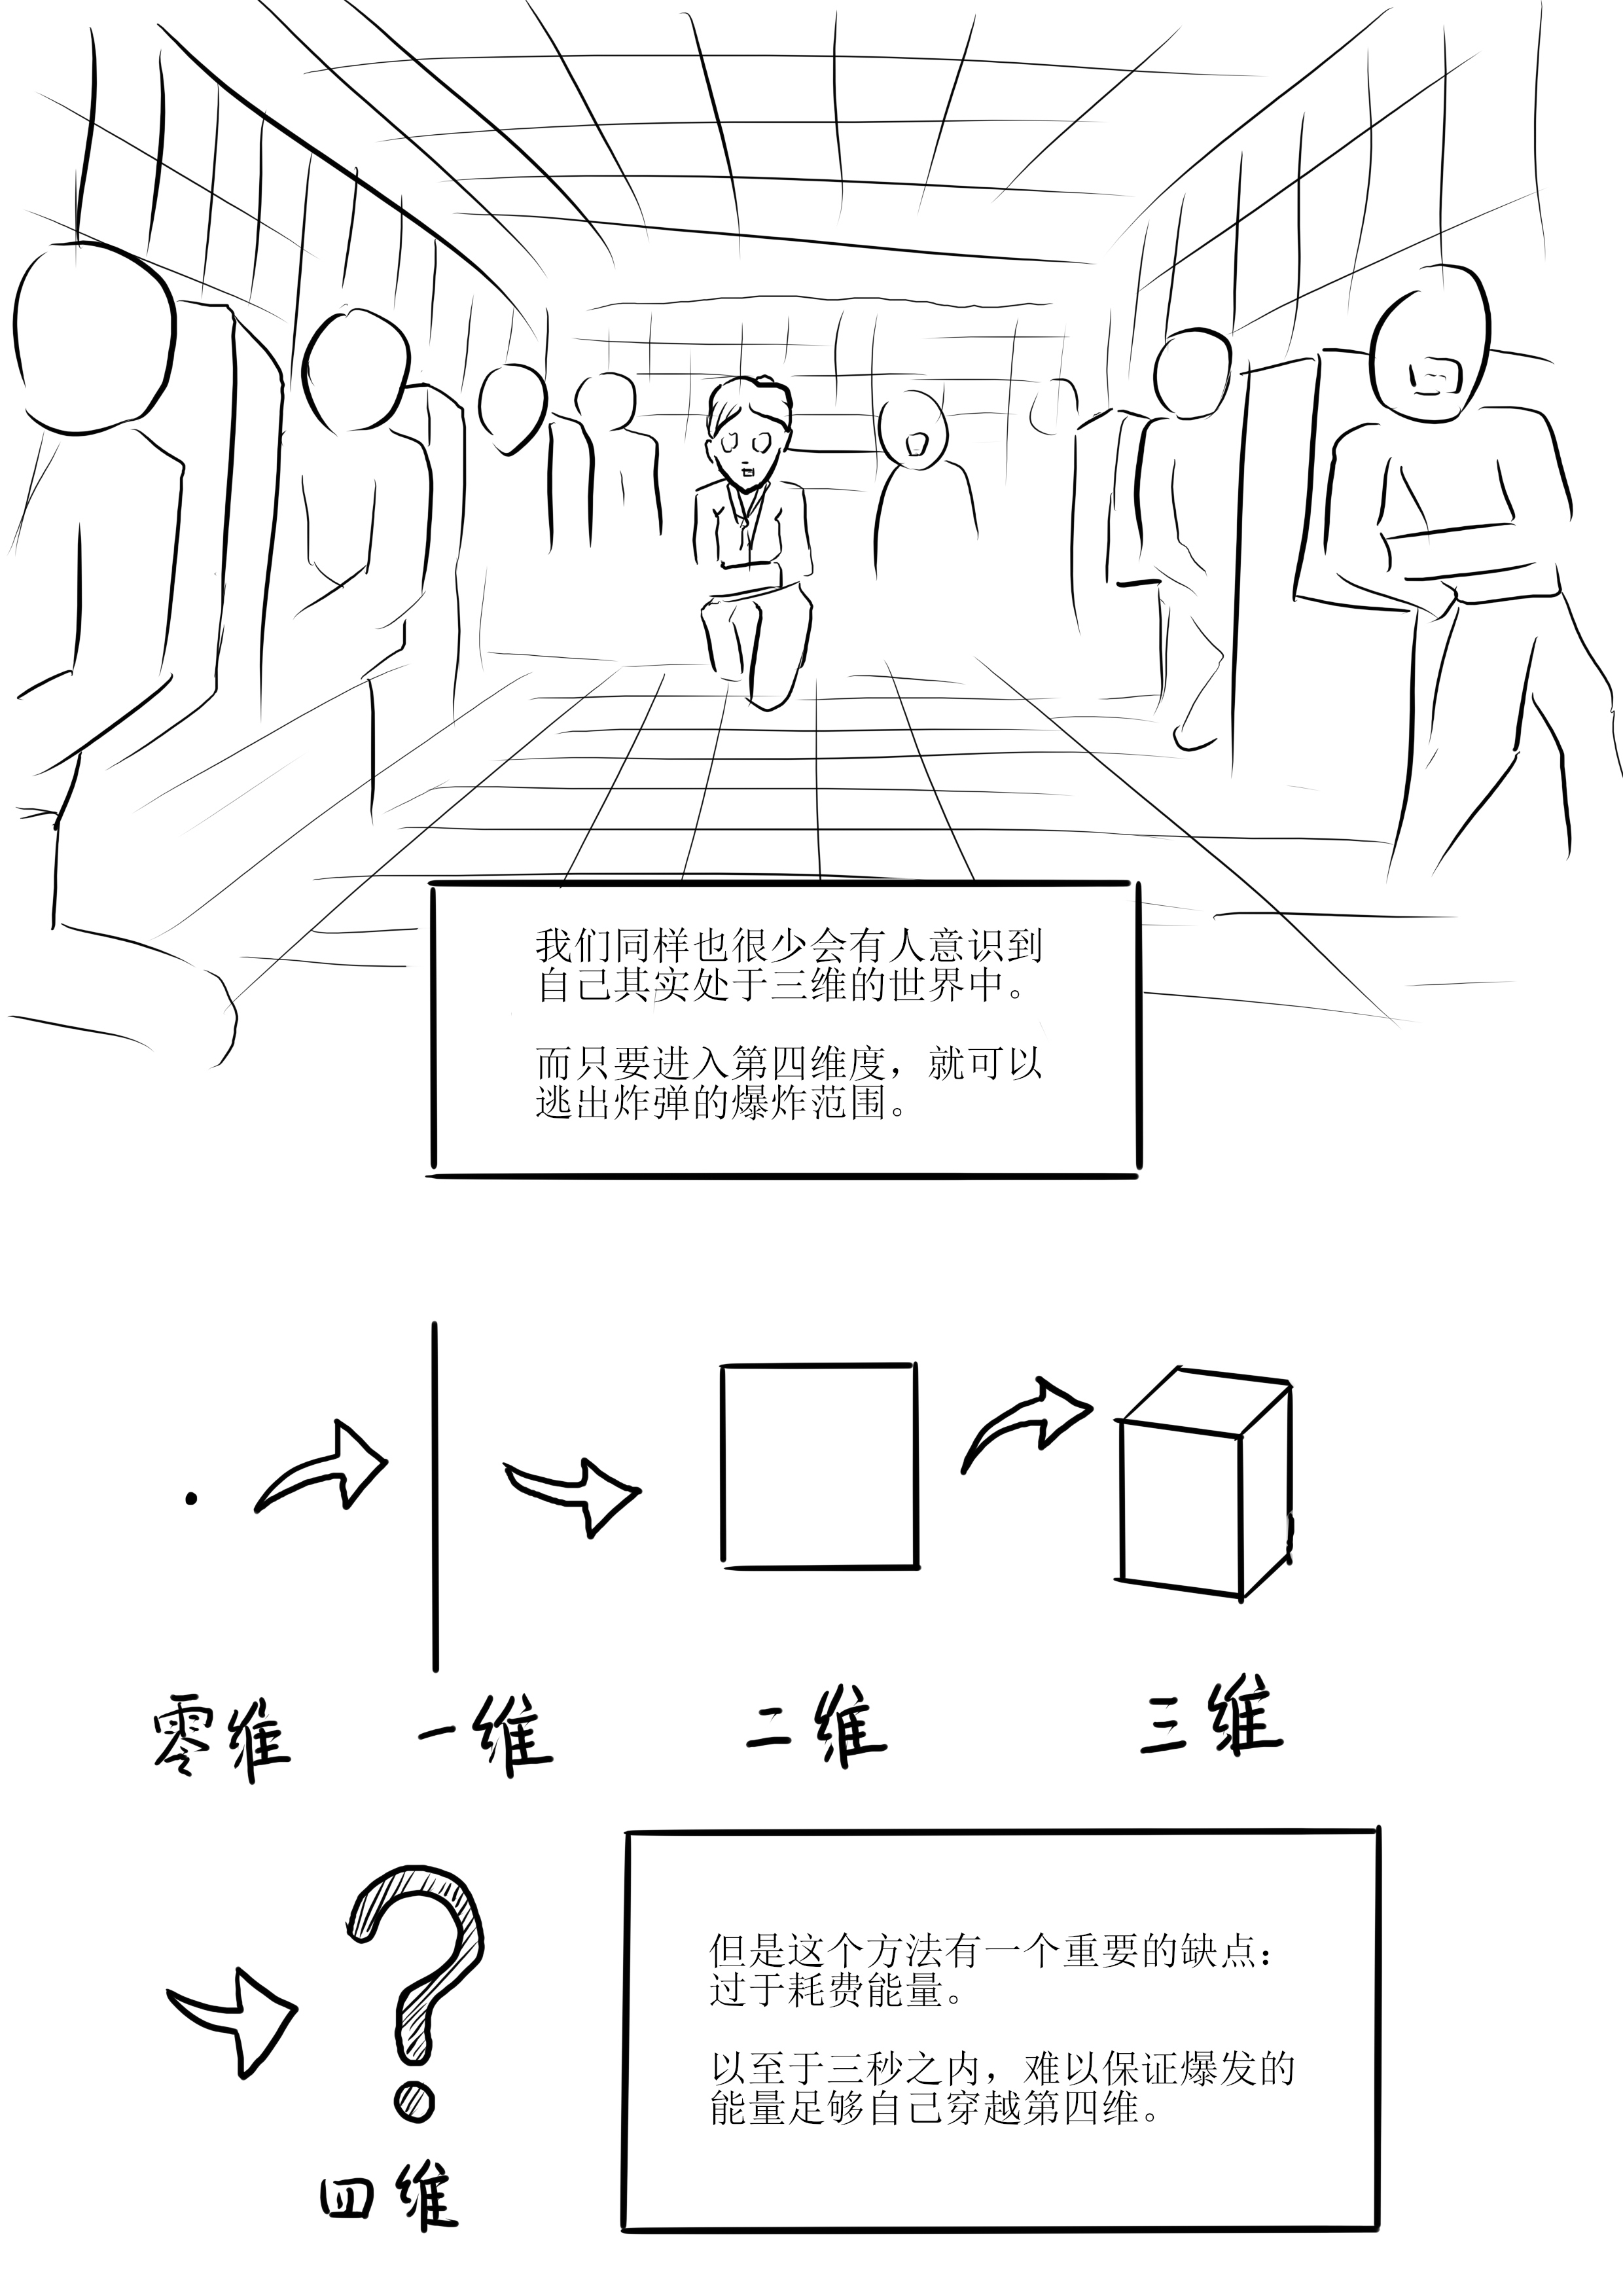 我们同样也很少会有人意识到
自己其实处于三维的世界中。
而只要进入第四维度，就可以
逃出炸弹的爆炸范围。
零维 一维 二维 三维
四维
但是这个方法有一个重要的缺点：
过于耗费能量。
以至于三秒之内，难以保证爆发的
能量足够自己穿越第四维。